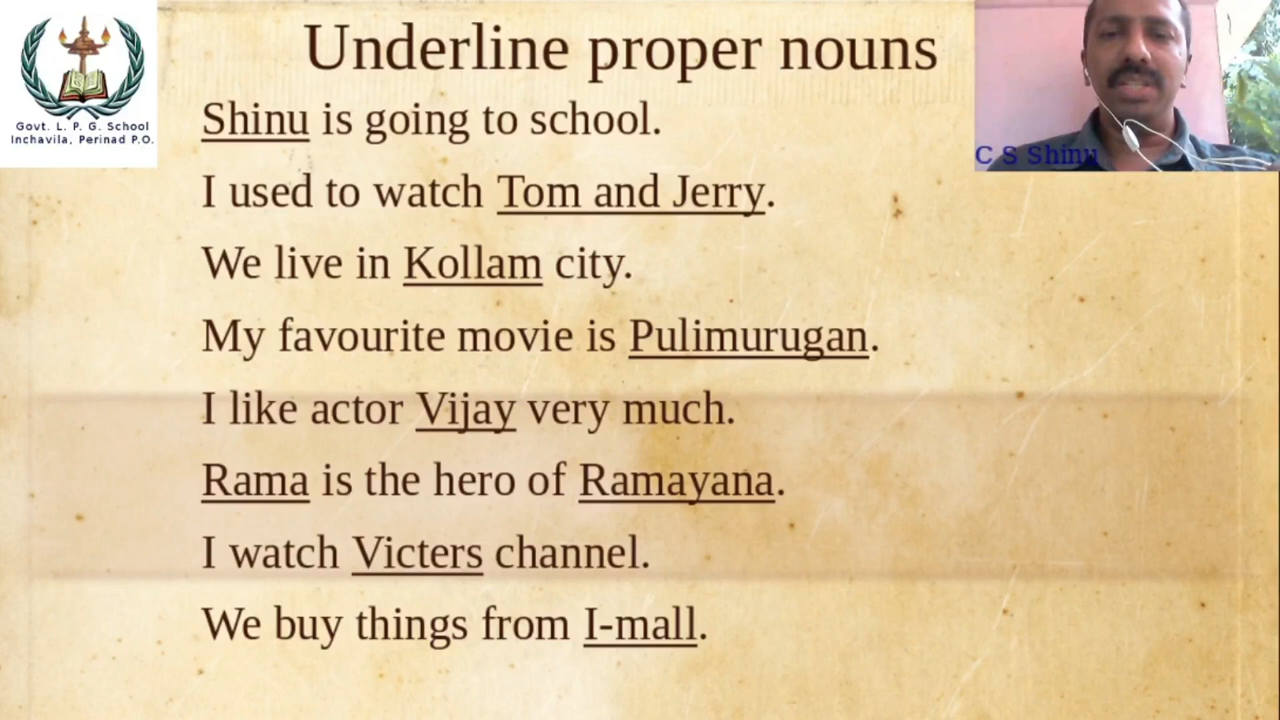 Underline proper nouns
Govt. L. P. G. School
Inchavila, Perinad P.O.
C S Shinu
Shinu is going to school.
I used to watch Tom and Jerry.
We live in Kollam city.
My favourite movie is Pulimurugan.
I like actor Vijay very much.
Rama is the hero of Ramayana.
I watch Victers channel.
We buy things from I-mall.